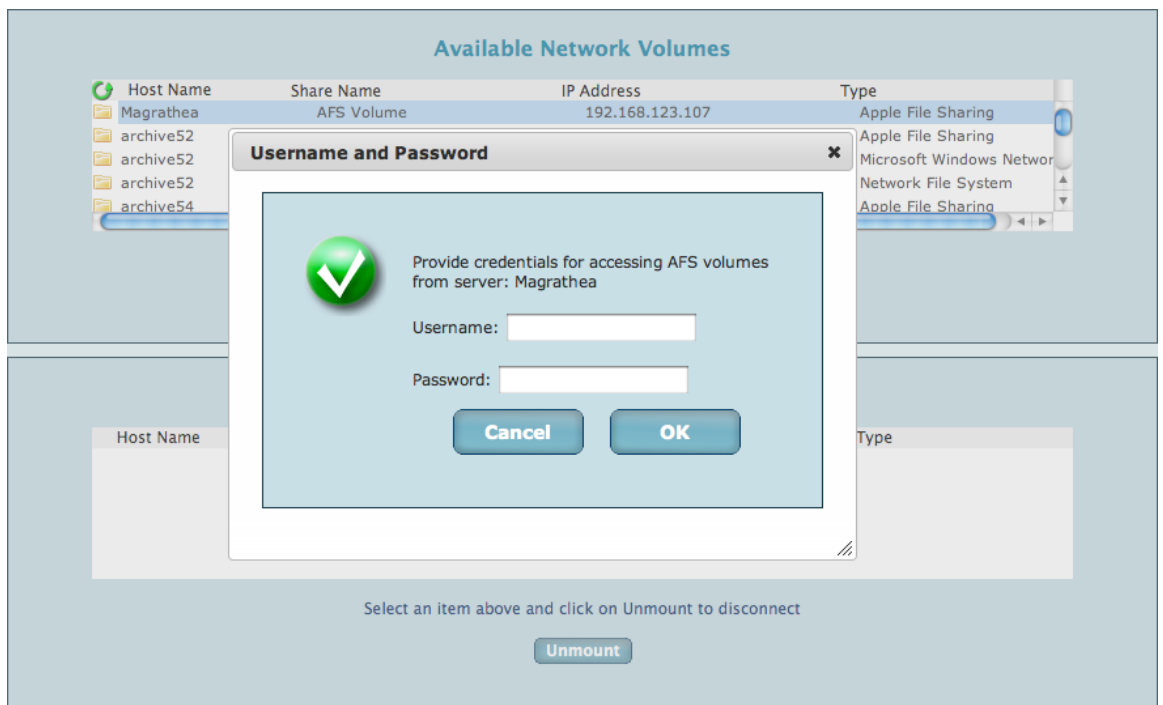 Available Network Volumes
Host Name Share Name IP Address Type
Magrathea AFS Volume 192.168.123.107 Apple File Sharing
archive52 Apple File Sharing
archive52 Microsoft Windows Networ
archive52 Network File System
archive54 Apple File Sharing
Username and Password
Provide credentials for accessing AFS volumes
from server: Magrathea
Username:
Password:
Cancel OK
Host Name Type
Select an item above and click on Unmount to disconnect
Unmount